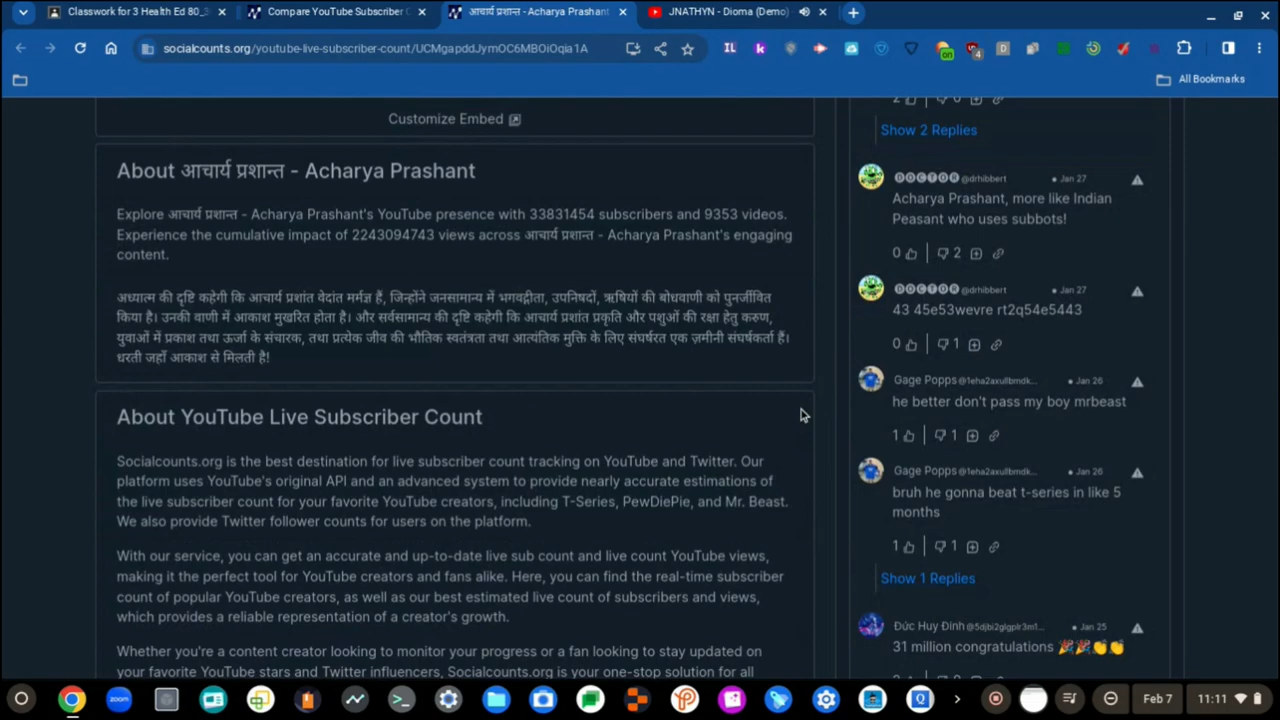 Classwork for 3 Health Ed 80_
Compare YouTube Subscriber C
आचार्य प्रशान्त - Acharya Prashant
JNATHYN - Dioma (Demo)
socialcounts.org/youtube-live-subscriber-count/UCMgapddJymOC6MBOiOqia1A
All Bookmarks
Customize Embed
About आचार्य प्रशान्त - Acharya Prashant
Explore आचार्य प्रशान्त - Acharya Prashant's YouTube presence with 33831454 subscribers and 9353 videos.
Experience the cumulative impact of 2243094743 views across आचार्य प्रशान्त - Acharya Prashant's engaging
content.
अध्यात्म की दृष्टि कहेगी कि आचार्य प्रशांत वेदांत मर्मज्ञ हैं, जिन्होंने जनसामान्य में भगवद्गीता, उपनिषदों, ऋषियों की बोधवाणी को पुनर्जीवित
किया है। उनकी वाणी में आकाश मुखरित होता है। और सर्वसामान्य की दृष्टि कहेगी कि आचार्य प्रशांत प्रकृति और पशुओं की रक्षा हेतु करुण,
युवाओं में प्रकाश तथा ऊर्जा के संचारक, तथा प्रत्येक जीव की भौतिक स्वतंत्रता तथा आत्यंतिक मुक्ति के लिए संघर्षरत एक ज़मीनी संघर्षकर्ता हैं।
धरती जहाँ आकाश से मिलती है!
About YouTube Live Subscriber Count
Socialcounts.org is the best destination for live subscriber count tracking on YouTube and Twitter. Our
platform uses YouTube's original API and an advanced system to provide nearly accurate estimations of
the live subscriber count for your favorite YouTube creators, including T-Series, PewDiePie, and Mr. Beast.
We also provide Twitter follower counts for users on the platform.
With our service, you can get an accurate and up-to-date live sub count and live count YouTube views,
making it the perfect tool for YouTube creators and fans alike. Here, you can find the real-time subscriber
count of popular YouTube creators, as well as our best estimated live count of subscribers and views,
which provides a reliable representation of a creator's growth.
Whether you're a content creator looking to monitor your progress or a fan looking to stay updated on
your favorite YouTube stars and Twitter influencers, Socialcounts.org is your one-stop solution for all
Show 2 Replies
🅓🅞🅒🅣🅞🅡 @drhibbert • Jan 27
Acharya Prashant, more like Indian
Peasant who uses subbots!
0 2
🅓🅞🅒🅣🅞🅡 @drhibbert • Jan 27
43 45e53wevre rt2q54e5443
0 1
Gage Popps @1eha2axullbmdk... • Jan 26
he better don't pass my boy mrbeast
1 1
Gage Popps @1eha2axullbmdk... • Jan 26
bruh he gonna beat t-series in like 5
months
1 1
Show 1 Replies
Đức Huy Đinh @5djbi2glgplr3m1... • Jan 25
31 million congratulations 🎉🎉👏👏
zoom
Feb 7
11:11